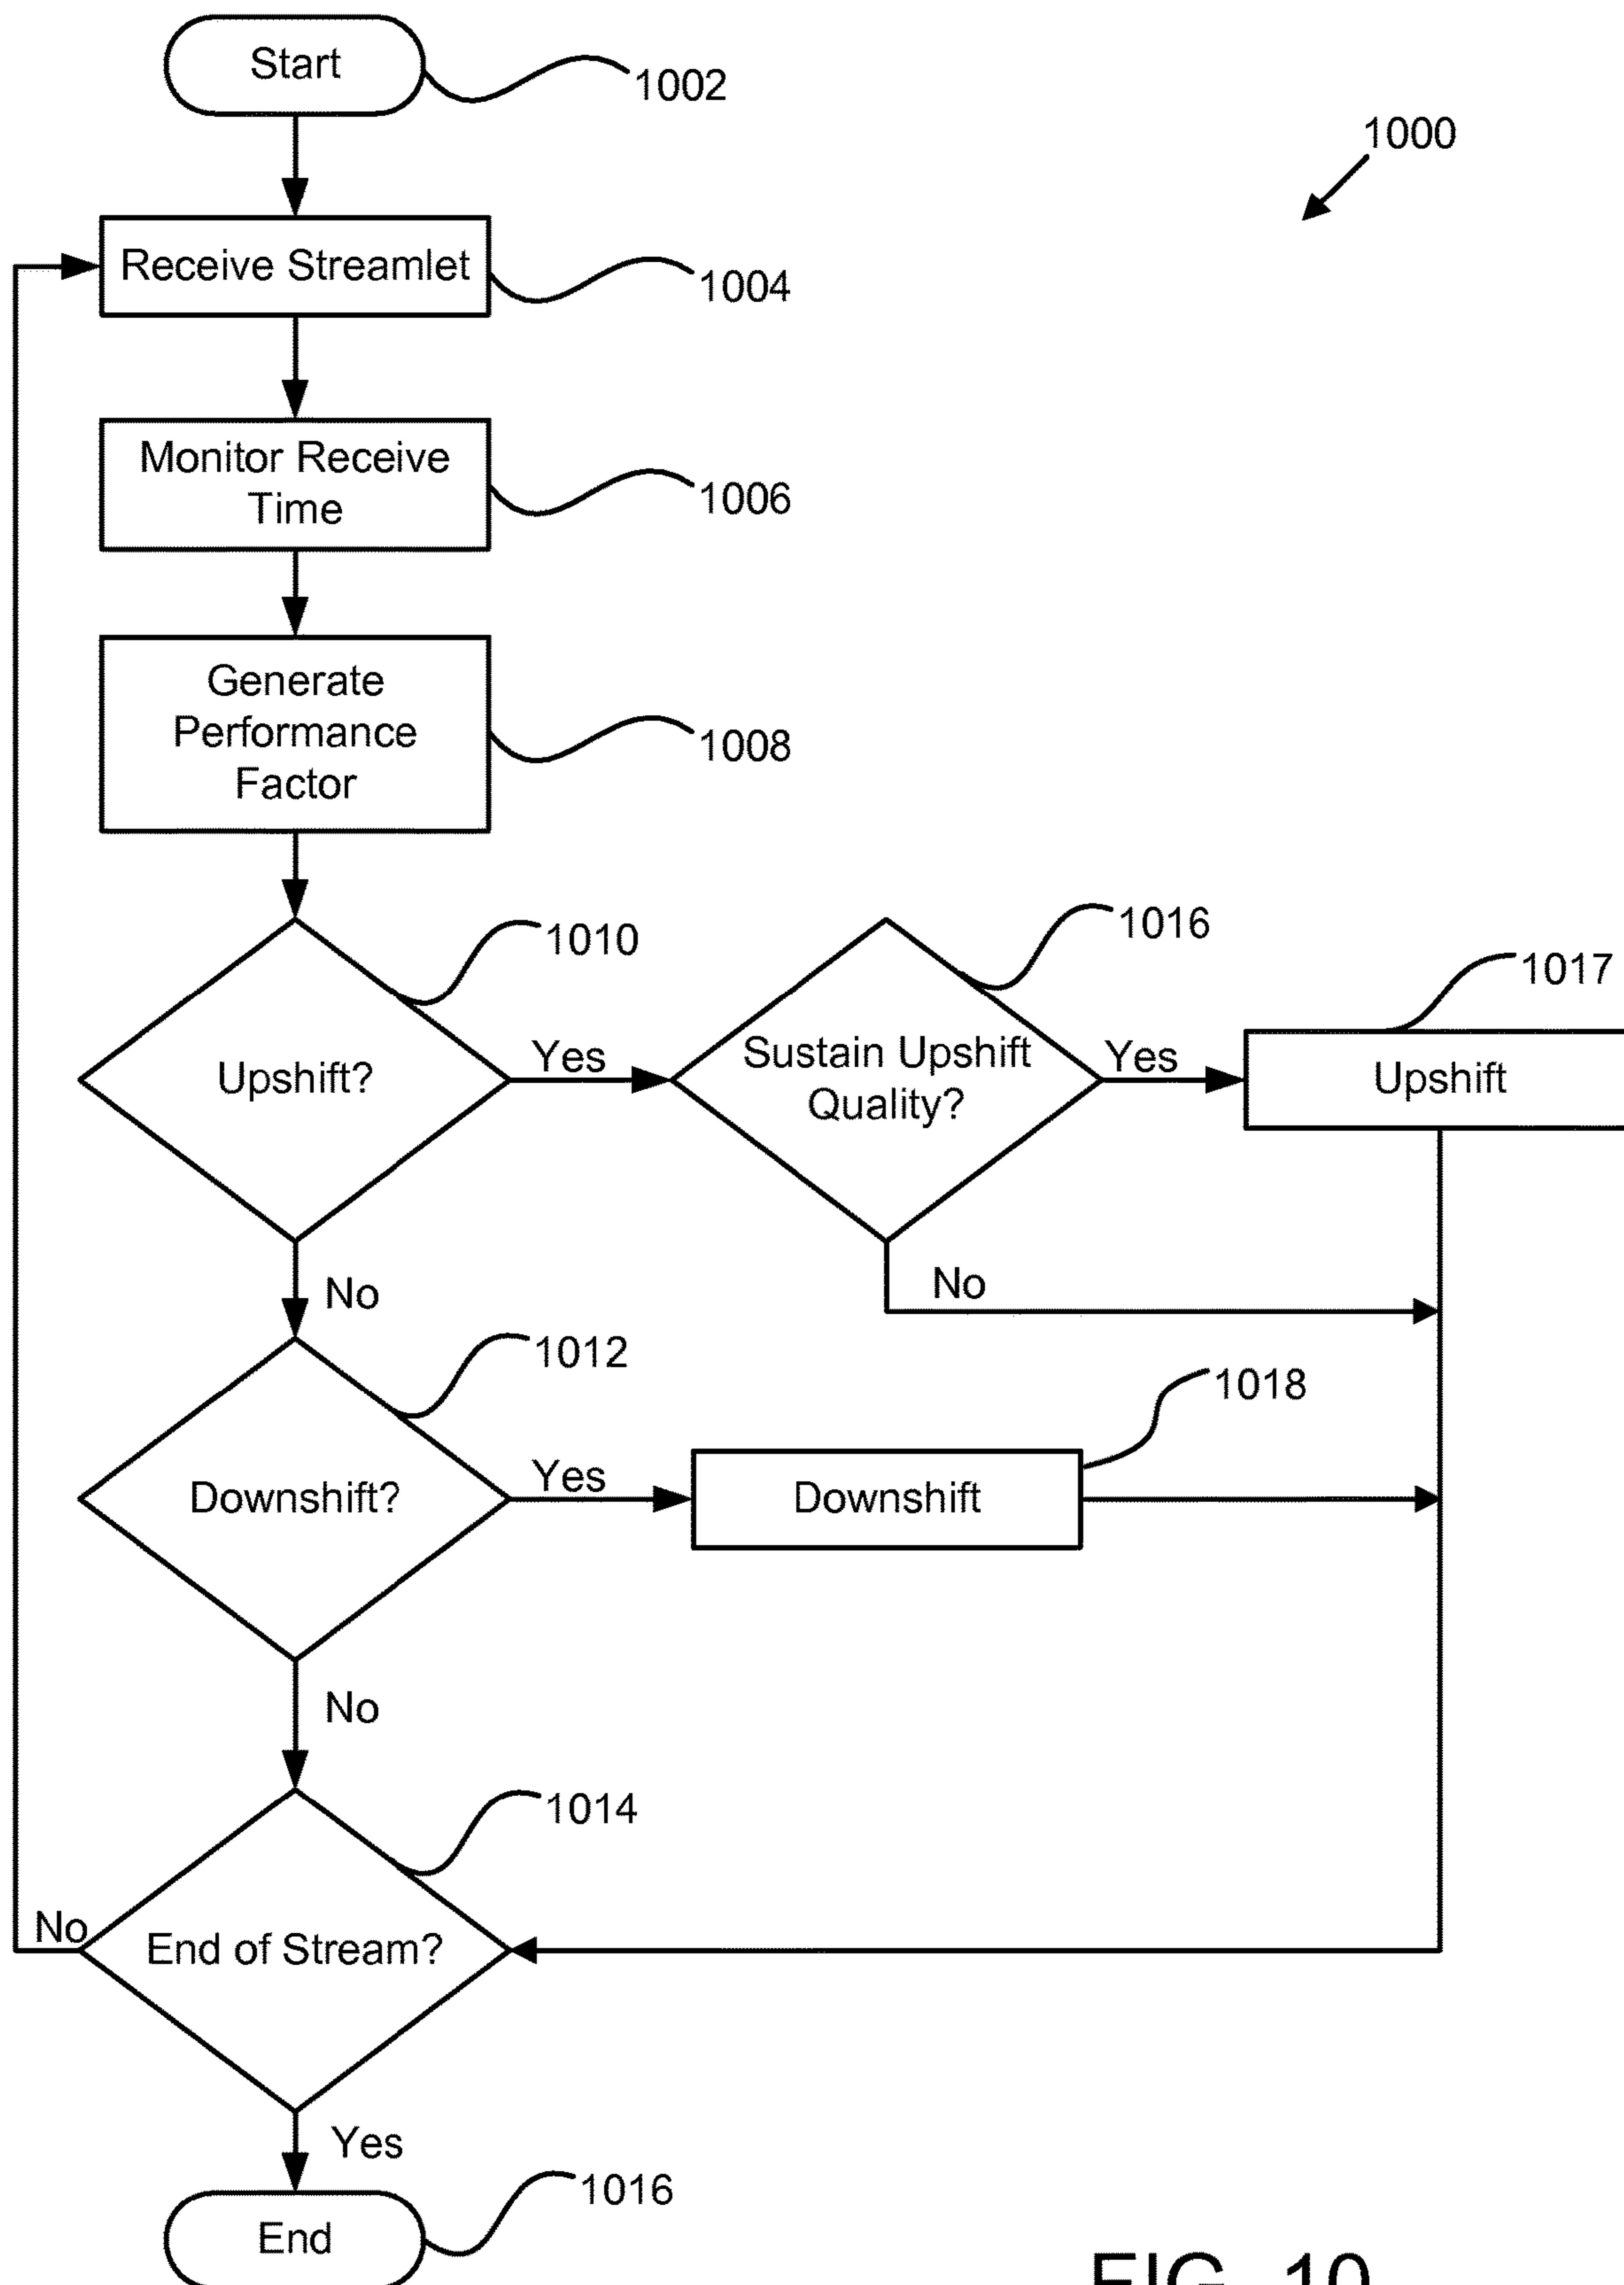 Start
1002
1000
Receive Streamlet
1004
Monitor Receive
Time
1006
Generate
Performance
Factor
1008
1010
1016
1017
Upshift?
Yes
Sustain Upshift
Quality?
Yes
Upshift
No
No
1012
1018
Downshift?
Yes
Downshift
No
1014
No
End of Stream?
Yes
1016
End
FIG. 10